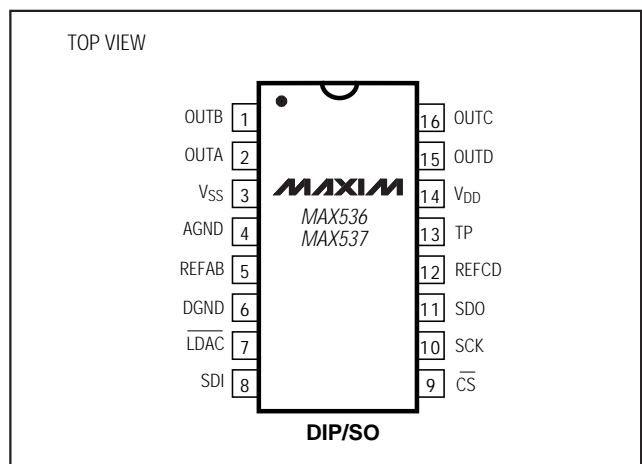 TOP VIEW
OUTB 1
OUTA 2
VSS 3
AGND 4
REFAB 5
DGND 6
LDAC 7
SDI 8
MAXIM
MAX536
MAX537
16 OUTC
15 OUTD
14 VDD
13 TP
12 REFCD
11 SDO
10 SCK
9 CS
DIP/SO